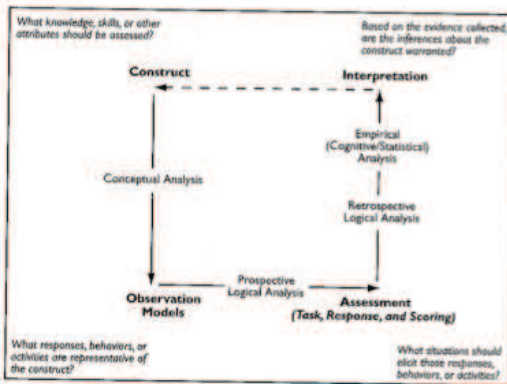 What knowledge, skills, or other
attributes should be assessed?
Based on the evidence collected,
are the inferences about the
construct warranted?
Construct
Interpretation
Empirical
(Cognitive/Statistical)
Analysis
Conceptual Analysis
Retrospective
Logical Analysis
Prospective
Logical Analysis
Observation
Models
Assessment
(Task, Response, and Scoring)
What responses, behaviors, or
activities are representative of
the construct?
What situations should
elicit those responses,
behaviors, or activities?